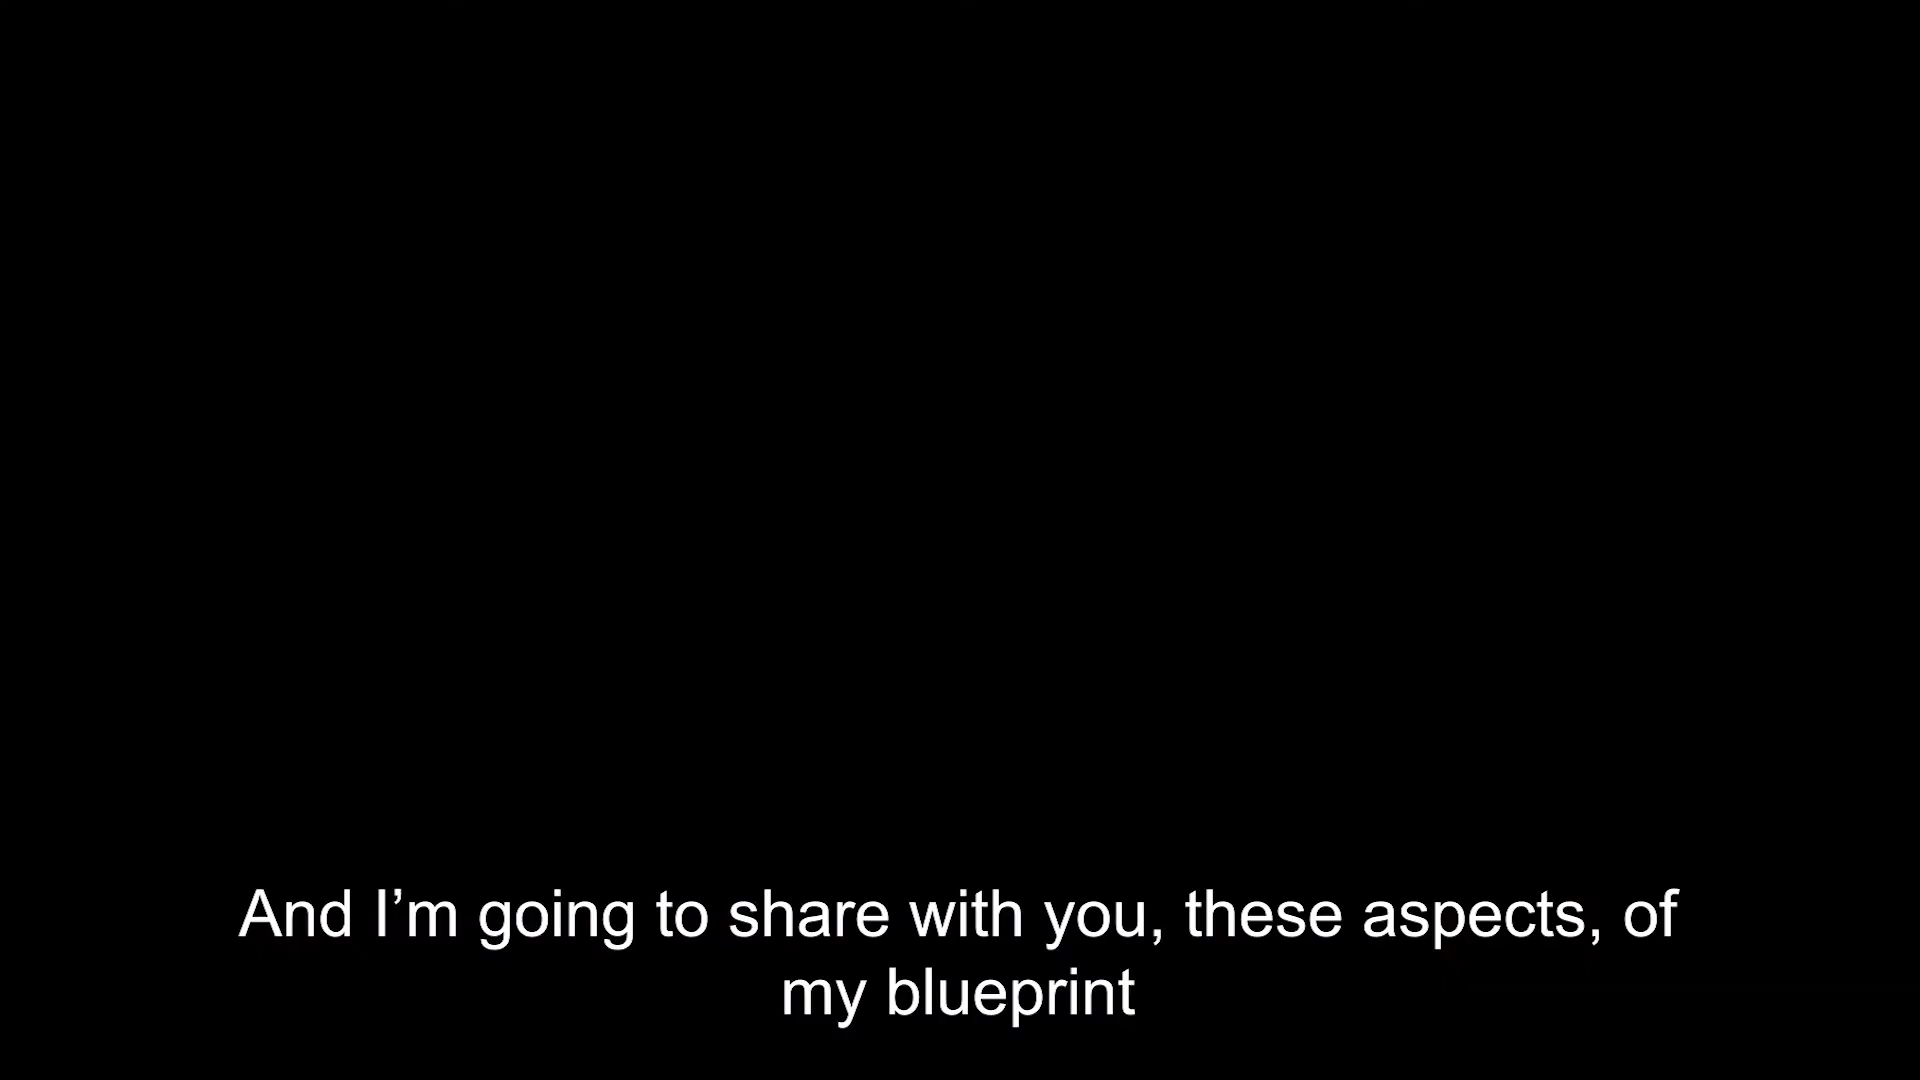 And I’m going to share with you, these aspects, of
my blueprint